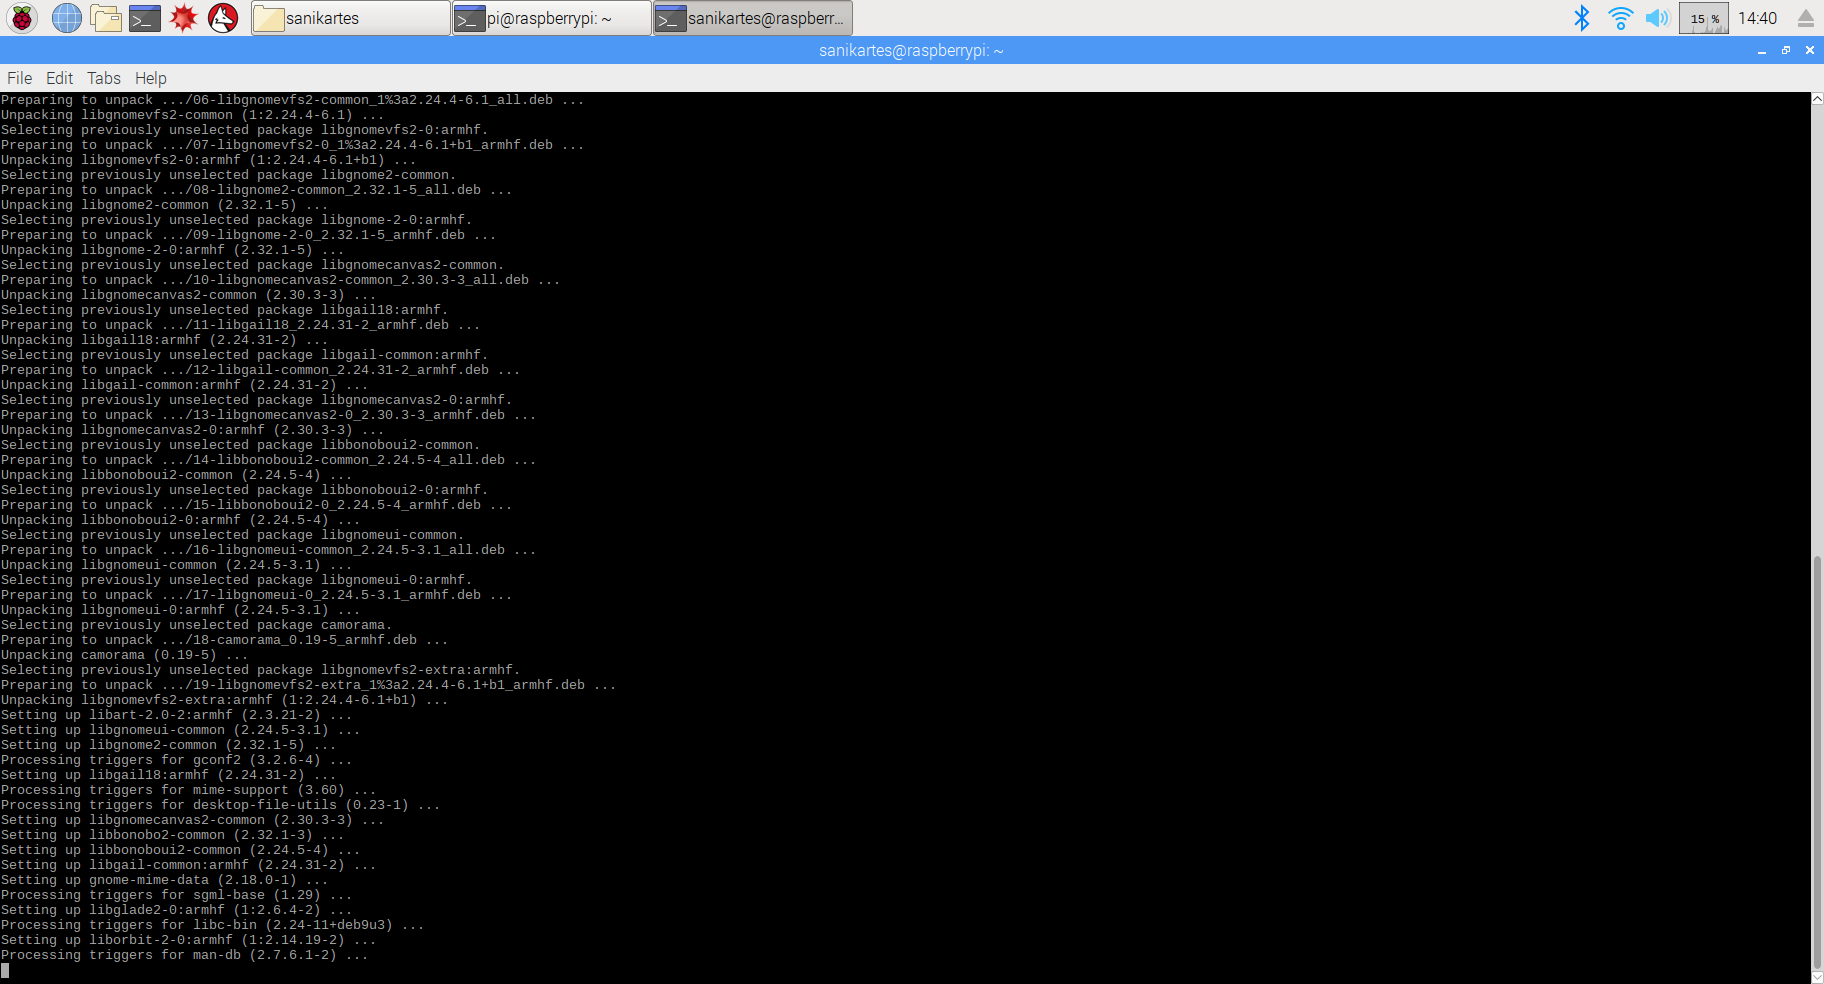 sanikartes
pi@raspberrypi: ~
sanikartes@raspberr...
15 %
14:40
sanikartes@raspberrypi: ~
File Edit Tabs Help
Preparing to unpack .../06-libgnomevfs2-common_1%3a2.24.4-6.1_all.deb ...
Unpacking libgnomevfs2-common (1:2.24.4-6.1) ...
Selecting previously unselected package libgnomevfs2-0:armhf.
Preparing to unpack .../07-libgnomevfs2-0_1%3a2.24.4-6.1+b1_armhf.deb ...
Unpacking libgnomevfs2-0:armhf (1:2.24.4-6.1+b1) ...
Selecting previously unselected package libgnome2-common.
Preparing to unpack .../08-libgnome2-common_2.32.1-5_all.deb ...
Unpacking libgnome2-common (2.32.1-5) ...
Selecting previously unselected package libgnome-2-0:armhf.
Preparing to unpack .../09-libgnome-2-0_2.32.1-5_armhf.deb ...
Unpacking libgnome-2-0:armhf (2.32.1-5) ...
Selecting previously unselected package libgnomecanvas2-common.
Preparing to unpack .../10-libgnomecanvas2-common_2.30.3-3_all.deb ...
Unpacking libgnomecanvas2-common (2.30.3-3) ...
Selecting previously unselected package libgail18:armhf.
Preparing to unpack .../11-libgail18_2.24.31-2_armhf.deb ...
Unpacking libgail18:armhf (2.24.31-2) ...
Selecting previously unselected package libgail-common:armhf.
Preparing to unpack .../12-libgail-common_2.24.31-2_armhf.deb ...
Unpacking libgail-common:armhf (2.24.31-2) ...
Selecting previously unselected package libgnomecanvas2-0:armhf.
Preparing to unpack .../13-libgnomecanvas2-0_2.30.3-3_armhf.deb ...
Unpacking libgnomecanvas2-0:armhf (2.30.3-3) ...
Selecting previously unselected package libbonoboui2-common.
Preparing to unpack .../14-libbonoboui2-common_2.24.5-4_all.deb ...
Unpacking libbonoboui2-common (2.24.5-4) ...
Selecting previously unselected package libbonoboui2-0:armhf.
Preparing to unpack .../15-libbonoboui2-0_2.24.5-4_armhf.deb ...
Unpacking libbonoboui2-0:armhf (2.24.5-4) ...
Selecting previously unselected package libgnomeui-common.
Preparing to unpack .../16-libgnomeui-common_2.24.5-3.1_all.deb ...
Unpacking libgnomeui-common (2.24.5-3.1) ...
Selecting previously unselected package libgnomeui-0:armhf.
Preparing to unpack .../17-libgnomeui-0_2.24.5-3.1_armhf.deb ...
Unpacking libgnomeui-0:armhf (2.24.5-3.1) ...
Selecting previously unselected package camorama.
Preparing to unpack .../18-camorama_0.19-5_armhf.deb ...
Unpacking camorama (0.19-5) ...
Selecting previously unselected package libgnomevfs2-extra:armhf.
Preparing to unpack .../19-libgnomevfs2-extra_1%3a2.24.4-6.1+b1_armhf.deb ...
Unpacking libgnomevfs2-extra:armhf (1:2.24.4-6.1+b1) ...
Setting up libart-2.0-2:armhf (2.3.21-2) ...
Setting up libgnomeui-common (2.24.5-3.1) ...
Setting up libgnome2-common (2.32.1-5) ...
Processing triggers for gconf2 (3.2.6-4) ...
Setting up libgail18:armhf (2.24.31-2) ...
Processing triggers for mime-support (3.60) ...
Processing triggers for desktop-file-utils (0.23-1) ...
Setting up libgnomecanvas2-common (2.30.3-3) ...
Setting up libbonobo2-common (2.32.1-3) ...
Setting up libbonoboui2-common (2.24.5-4) ...
Setting up libgail-common:armhf (2.24.31-2) ...
Setting up gnome-mime-data (2.18.0-1) ...
Processing triggers for sgml-base (1.29) ...
Setting up libglade2-0:armhf (1:2.6.4-2) ...
Processing triggers for libc-bin (2.24-11+deb9u3) ...
Setting up liborbit-2-0:armhf (1:2.14.19-2) ...
Processing triggers for man-db (2.7.6.1-2) ...